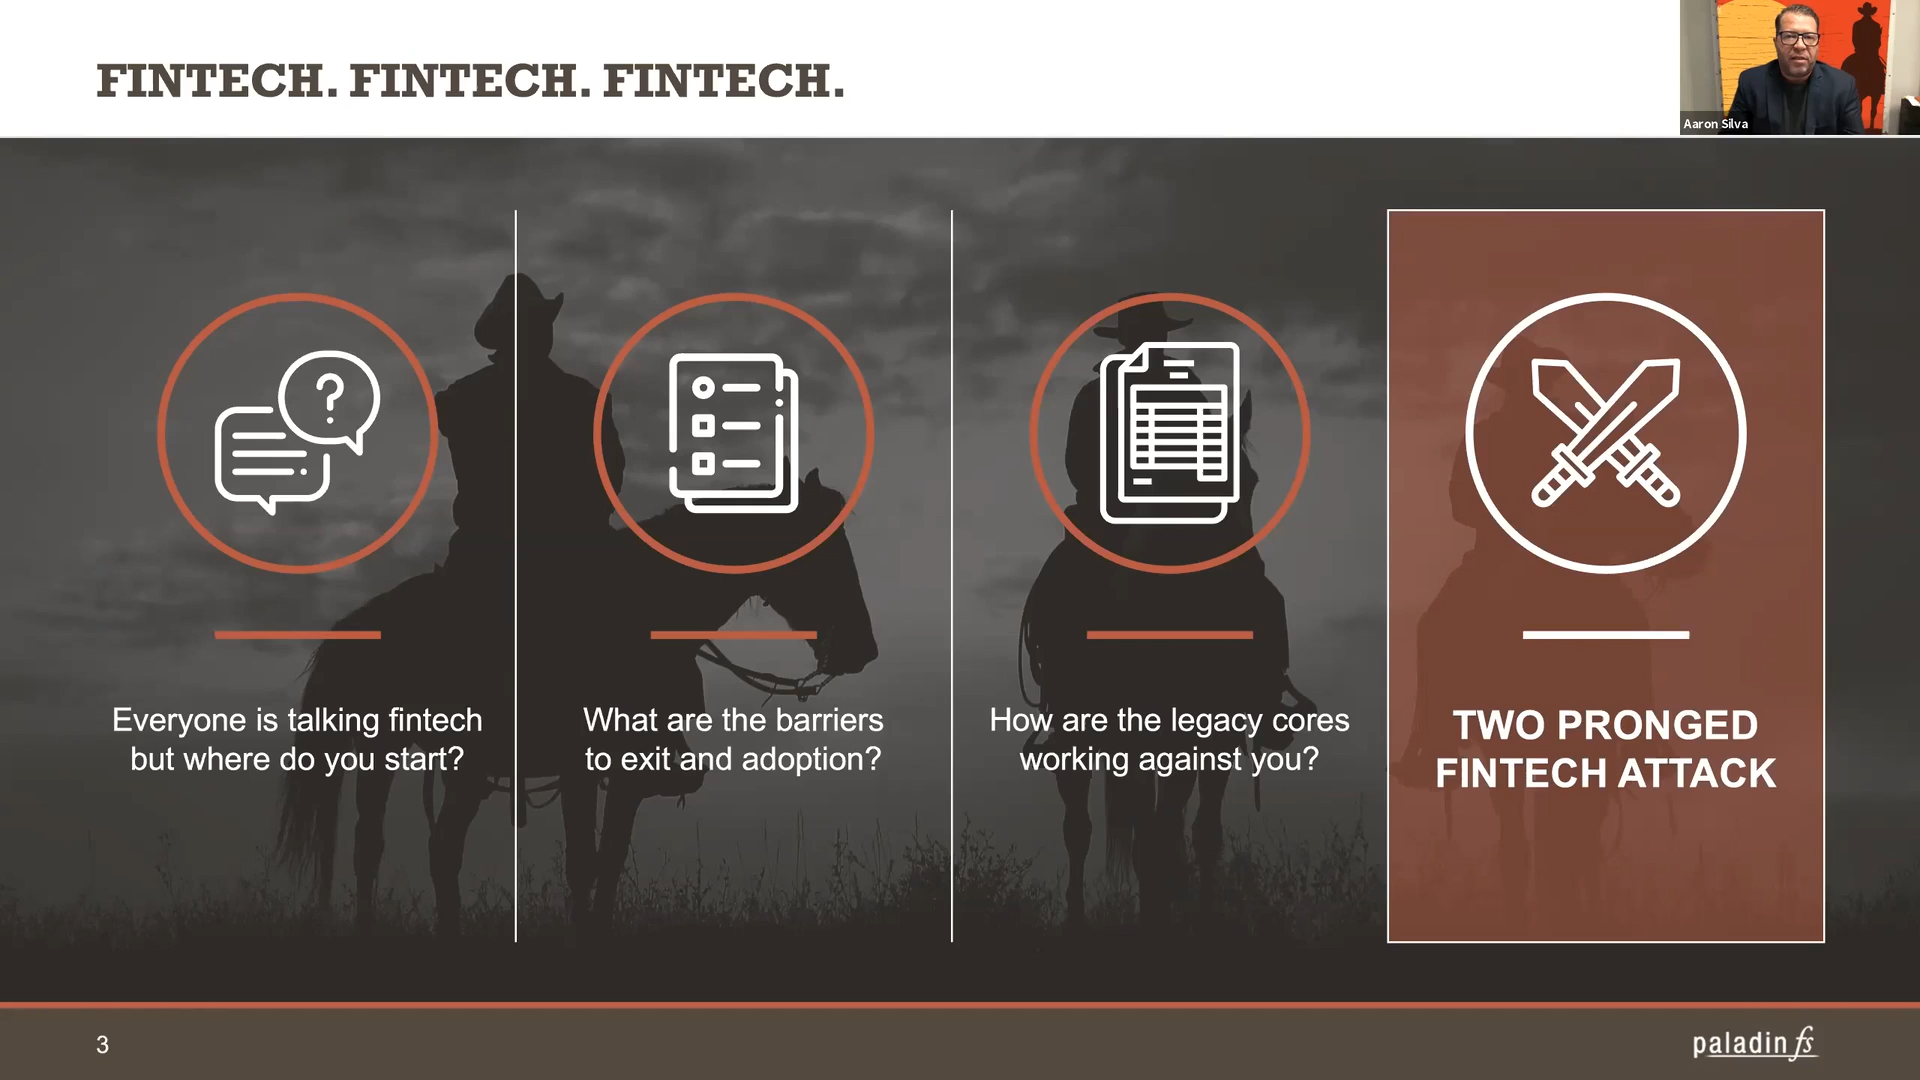 FINTECH. FINTECH. FINTECH.
Aaron Silva
?
Everyone is talking fintech
but where do you start?
What are the barriers
to exit and adoption?
How are the legacy cores
working against you?
TWO PRONGED
FINTECH ATTACK
3
paladin fs